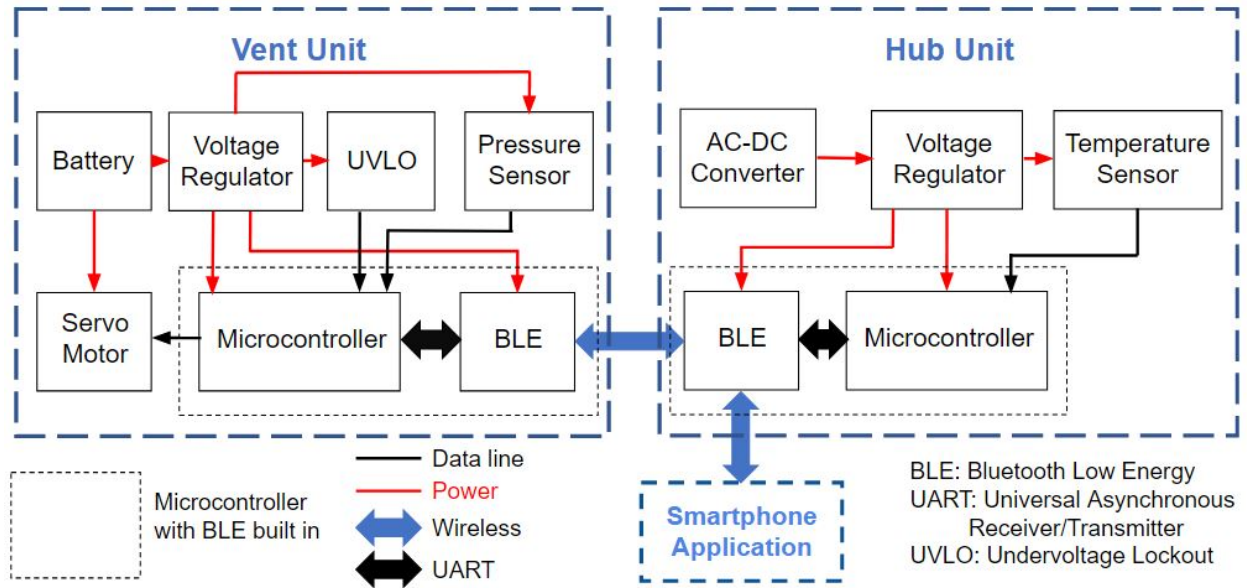 Vent Unit
Hub Unit
Battery
Voltage
Regulator
UVLO
Pressure
Sensor
AC-DC
Converter
Voltage
Regulator
Temperature
Sensor
Servo
Motor
Microcontroller
BLE
BLE
Microcontroller
Microcontroller
with BLE built in
Data line
Power
Wireless
UART
Smartphone
Application
BLE: Bluetooth Low Energy
UART: Universal Asynchronous
Receiver/Transmitter
UVLO: Undervoltage Lockout